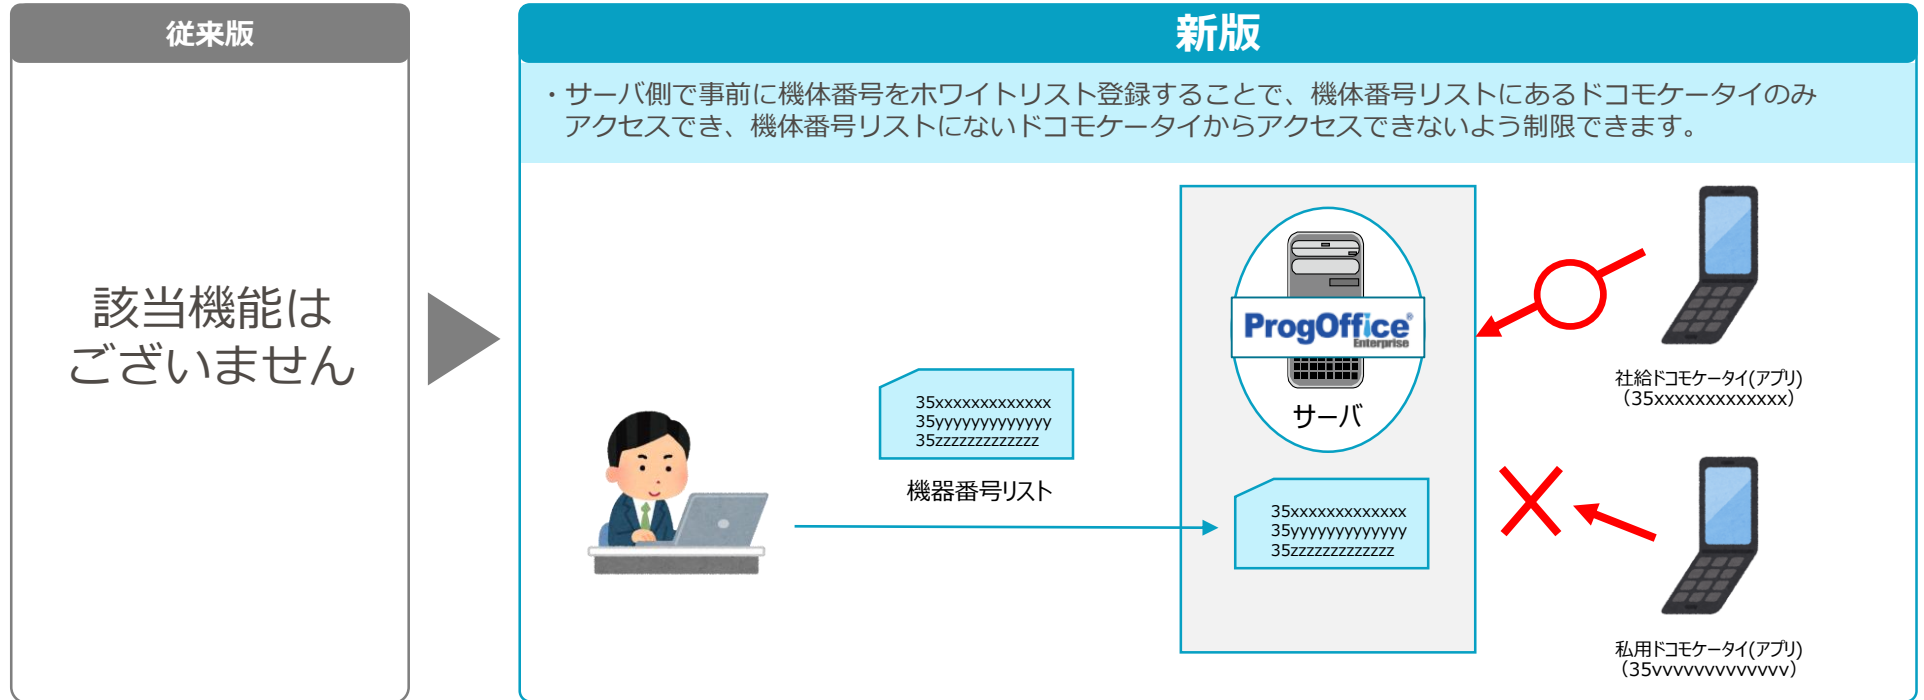 従来版
該当機能は
ございません
新版
・サーバ側で事前に機体番号をホワイトリスト登録することで、機体番号リストにあるドコモケータイのみ
アクセスでき、機体番号リストにないドコモケータイからアクセスできないよう制限できます。
35xxxxxxxxxxxxx
35yyyyyyyyyyyyy
35zzzzzzzzzzzzz
機器番号リスト
ProgOffice®
Enterprise
サーバ
35xxxxxxxxxxxxx
35yyyyyyyyyyyyy
35zzzzzzzzzzzzz
社給ドコモケータイ(アプリ)
（35xxxxxxxxxxxxx）
私用ドコモケータイ(アプリ)
（35vvvvvvvvvvvvv）